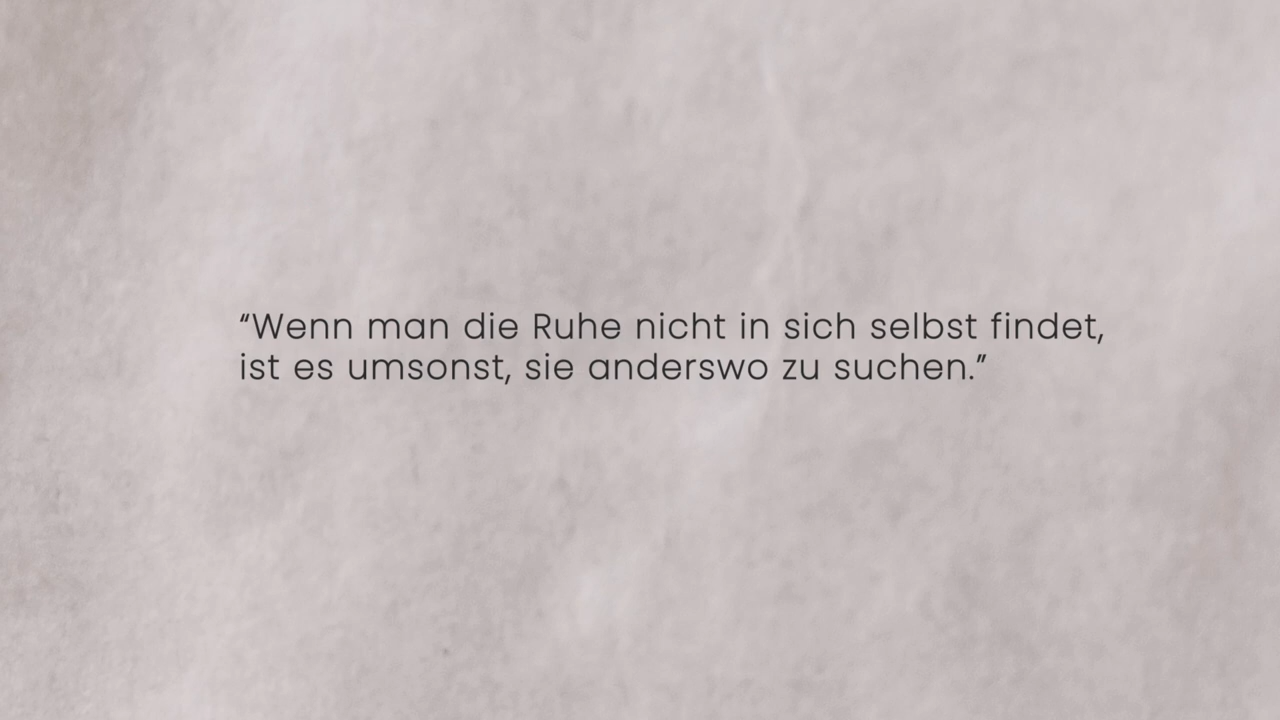 “Wenn man die Ruhe nicht in sich selbst findet,
ist es umsonst, sie anderswo zu suchen.”